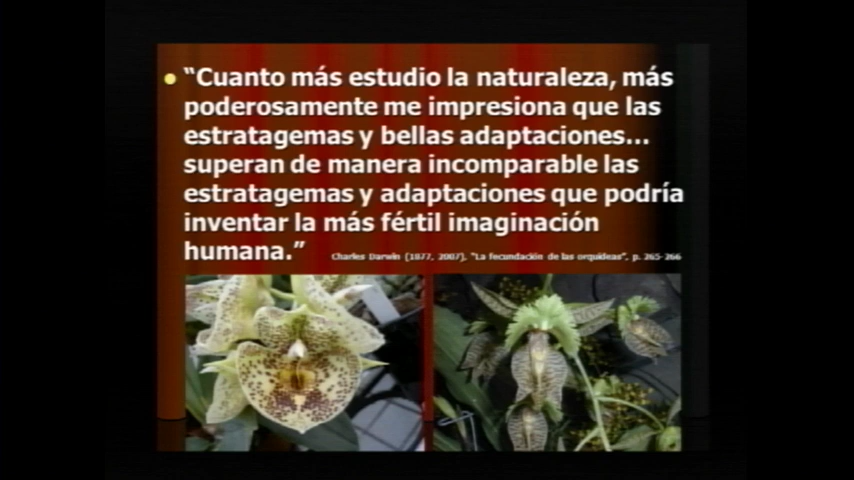 “Cuanto más estudio la naturaleza, más
poderosamente me impresiona que las
estratagemas y bellas adaptaciones...
superan de manera incomparable las
estratagemas y adaptaciones que podría
inventar la más fértil imaginación
humana.” Charles Darwin (1877, 2007), “La fecundación de las orquídeas”, p. 265-266